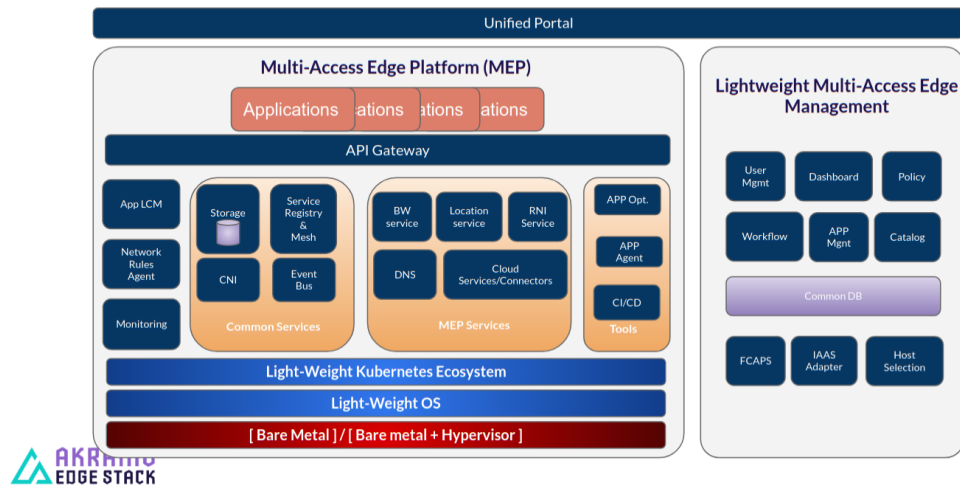 Unified Portal
Multi-Access Edge Platform (MEP)
Applications
ations
ations
ations
API Gateway
App LCM
Network
Rules
Agent
Monitoring
Storage
Service
Registry
&
Mesh
CNI
Event
Bus
Common Services
BW
service
Location
service
RNI
Service
DNS
Cloud
Services/Connectors
MEP Services
APP Opt.
APP
Agent
CI/CD
Tools
Light-Weight Kubernetes Ecosystem
Light-Weight OS
[ Bare Metal ] / [ Bare metal + Hypervisor ]
Lightweight Multi-Access Edge
Management
User
Mgmt
Dashboard
Policy
Workflow
APP
Mgnt
Catalog
Common DB
FCAPS
IAAS
Adapter
Host
Selection
AKRAINO
EDGE STACK